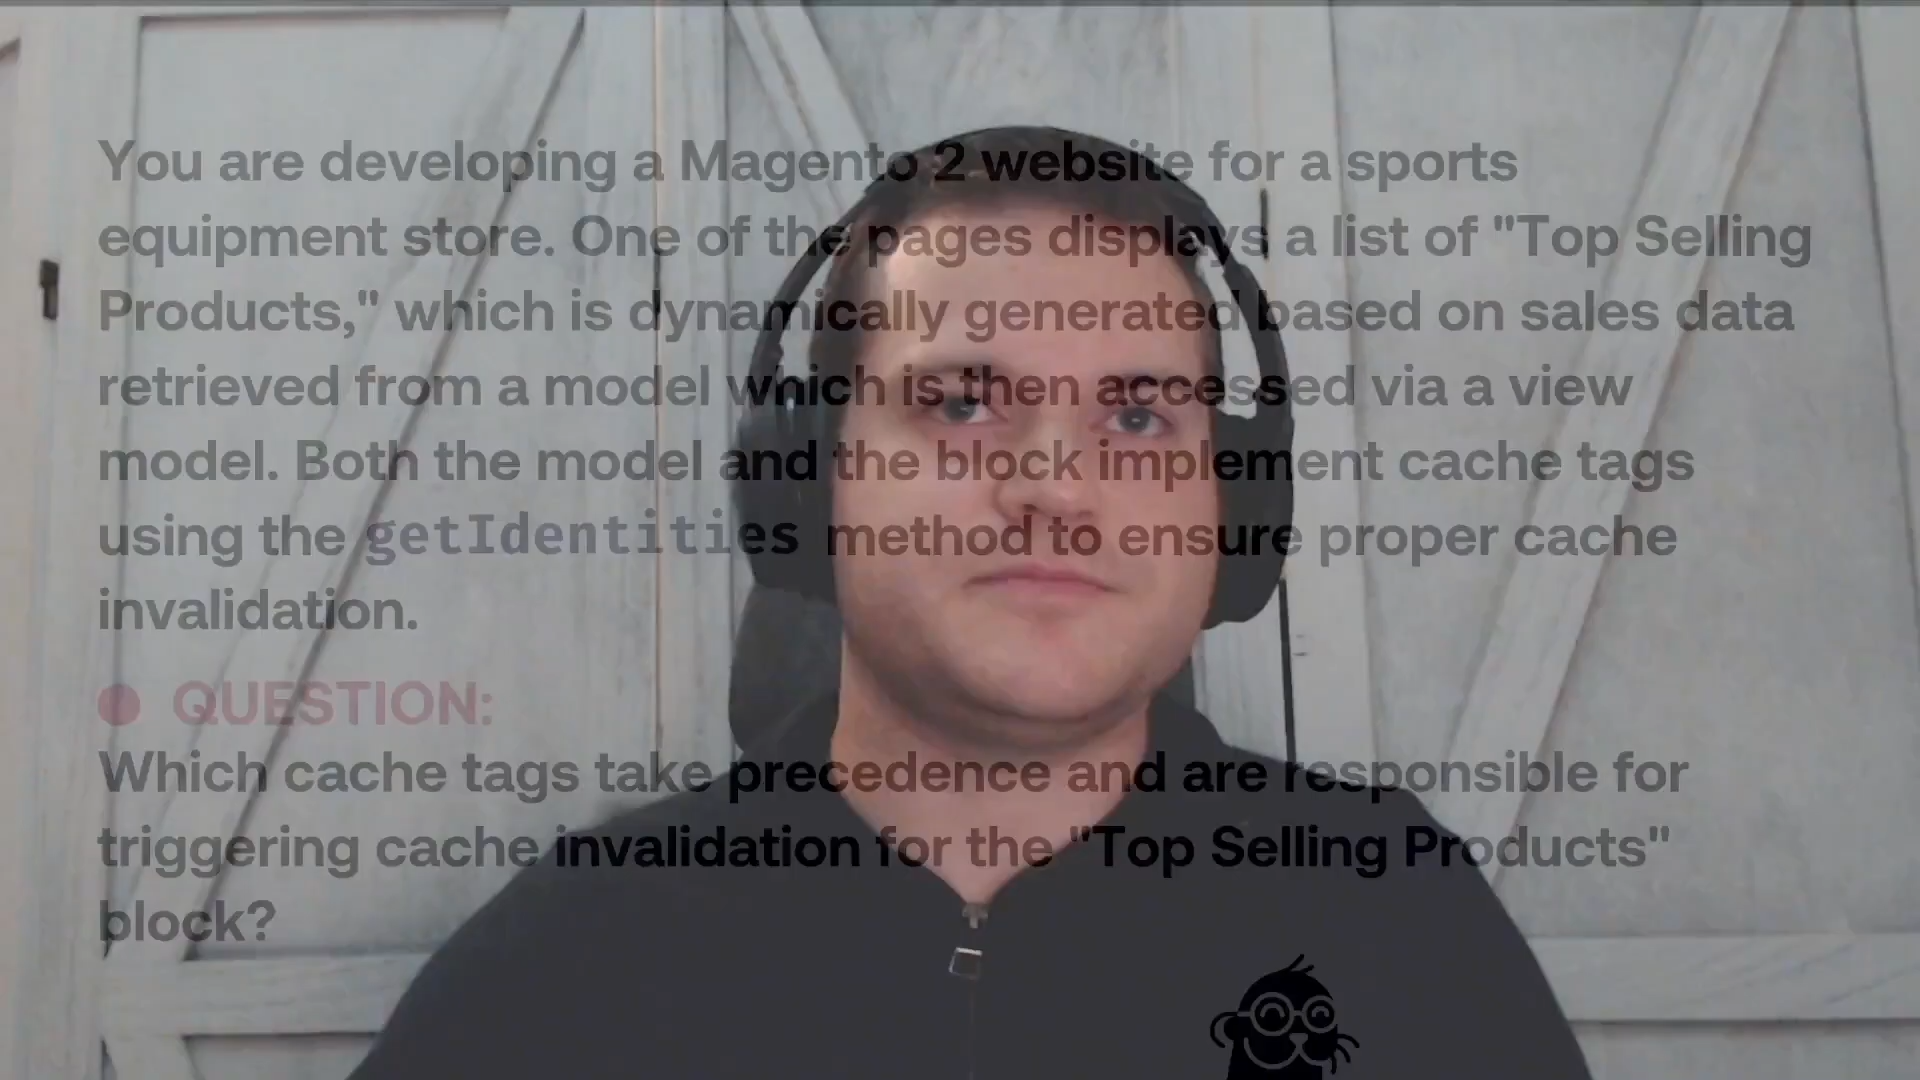 You are developing a Magento 2 website for a sports
equipment store. One of the pages displays a list of "Top Selling
Products," which is dynamically generated based on sales data
retrieved from a model which is then accessed via a view
model. Both the model and the block implement cache tags
using the getIdentities method to ensure proper cache
invalidation.
QUESTION:
Which cache tags take precedence and are responsible for
triggering cache invalidation for the "Top Selling Products"
block?